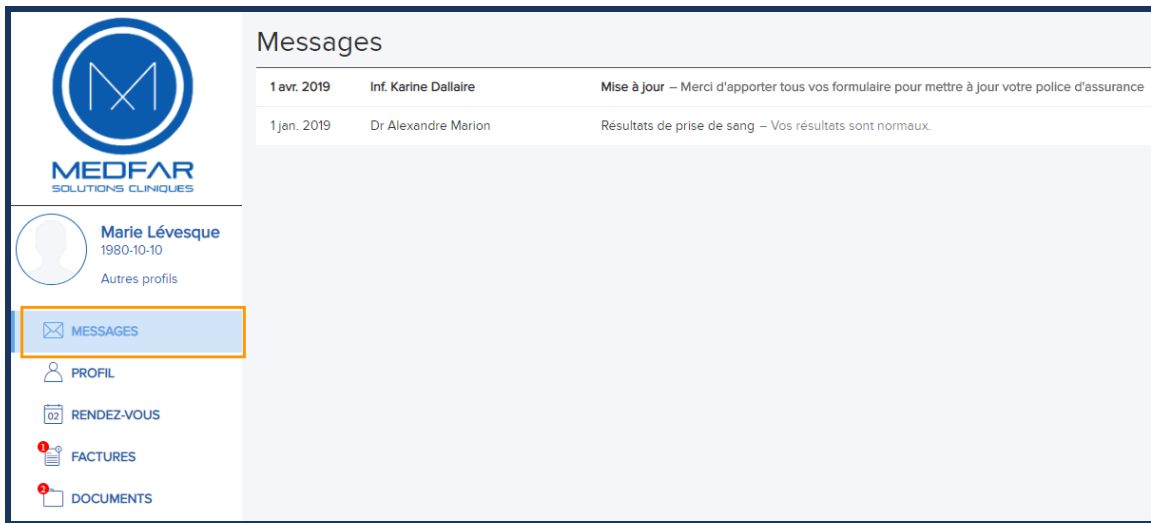 MEDFAR
SOLUTIONS CLINIQUES
Marie Lévesque
1980-10-10
Autres profils
MESSAGES
PROFIL
02 RENDEZ-VOUS
1 FACTURES
2 DOCUMENTS
Messages
1 avr. 2019 Inf. Karine Dallaire Mise à jour – Merci d'apporter tous vos formulaire pour mettre à jour votre police d'assurance
1 jan. 2019 Dr Alexandre Marion Résultats de prise de sang – Vos résultats sont normaux.